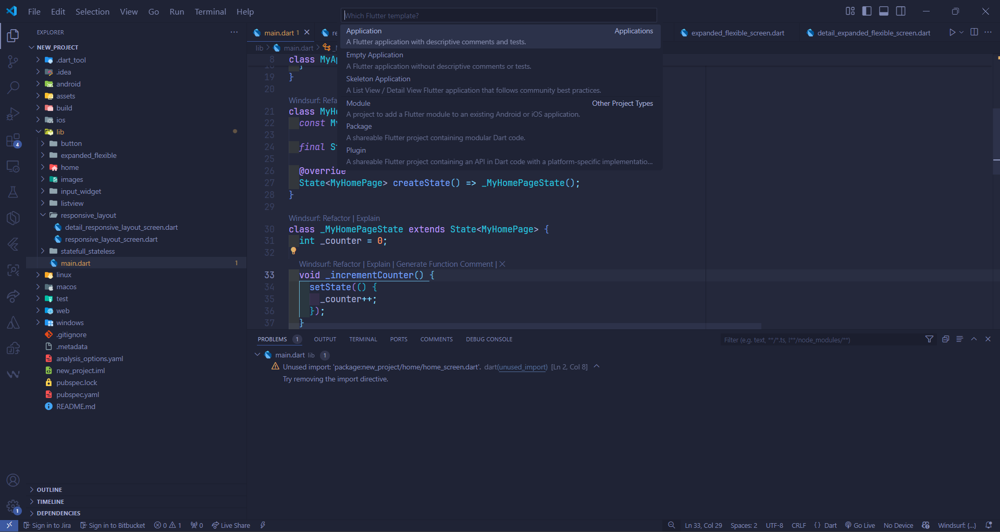 File Edit Selection View Go Run Terminal Help
Which Flutter template?
Application Applications
A Flutter application with descriptive comments and tests.
Empty Application
A Flutter application without descriptive comments or tests.
Skeleton Application
A List View / Detail View Flutter application that follows community best practices.
Module Other Project Types
A project to add a Flutter module to an existing Android or iOS application.
Package
A shareable Flutter project containing modular Dart code.
Plugin
A shareable Flutter project containing an API in Dart code with a platform-specific implementatio...
EXPLORER
NEW_PROJECT
.dart_tool
.idea
android
assets
build
ios
lib
button
expanded_flexible
home
images
input_widget
listview
responsive_layout
detail_responsive_layout_screen.dart
responsive_layout_screen.dart
statefull_stateless
main.dart 1
linux
macos
test
web
windows
.gitignore
.metadata
analysis_options.yaml
new_project.iml
pubspec.lock
pubspec.yaml
README.md
OUTLINE
TIMELINE
DEPENDENCIES
4
1
main.dart 1 re expanded_flexible_screen.dart detail_expanded_flexible_screen.dart
lib > main.dart >
8 class MyAp
18 }
19 }
20
Windsurf: Refa
21 class MyH
22 const My
23
24 final St
25
26 @override
27 State<MyHomePage> createState() => _MyHomePageState();
28 }
29
Windsurf: Refactor | Explain
30 class _MyHomePageState extends State<MyHomePage> {
31 int _counter = 0;
32
Windsurf: Refactor | Explain | Generate Function Comment | X
33 void _incrementCounter() {
34 setState(() {
35 _counter++;
36 });
37 }
PROBLEMS 1 OUTPUT TERMINAL PORTS COMMENTS DEBUG CONSOLE
Filter (e.g. text, **/*.ts, !**/node_modules/**)
main.dart lib 1
Unused import: 'package:new_project/home/home_screen.dart'. dart(unused_import) [Ln 2, Col 8]
Try removing the import directive.
Sign in to Jira Sign in to Bitbucket 0 1 0 Live Share
Ln 33, Col 29 Spaces: 2 UTF-8 CRLF {} Dart Go Live No Device Windsurf: {...}